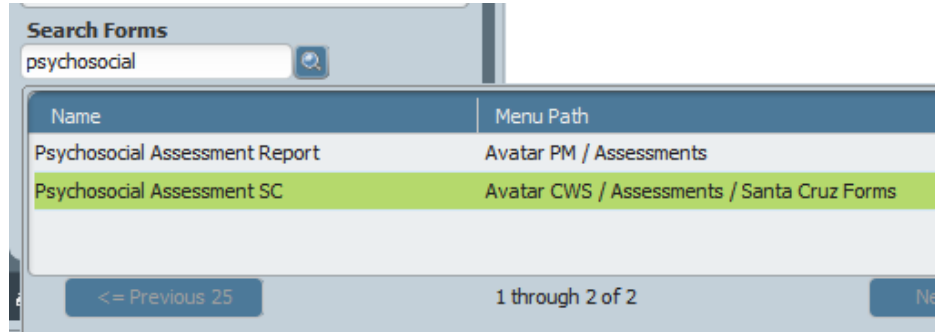 Search Forms
psychosocial
Name Menu Path
Psychosocial Assessment Report Avatar PM / Assessments
Psychosocial Assessment SC Avatar CWS / Assessments / Santa Cruz Forms
<= Previous 25 1 through 2 of 2